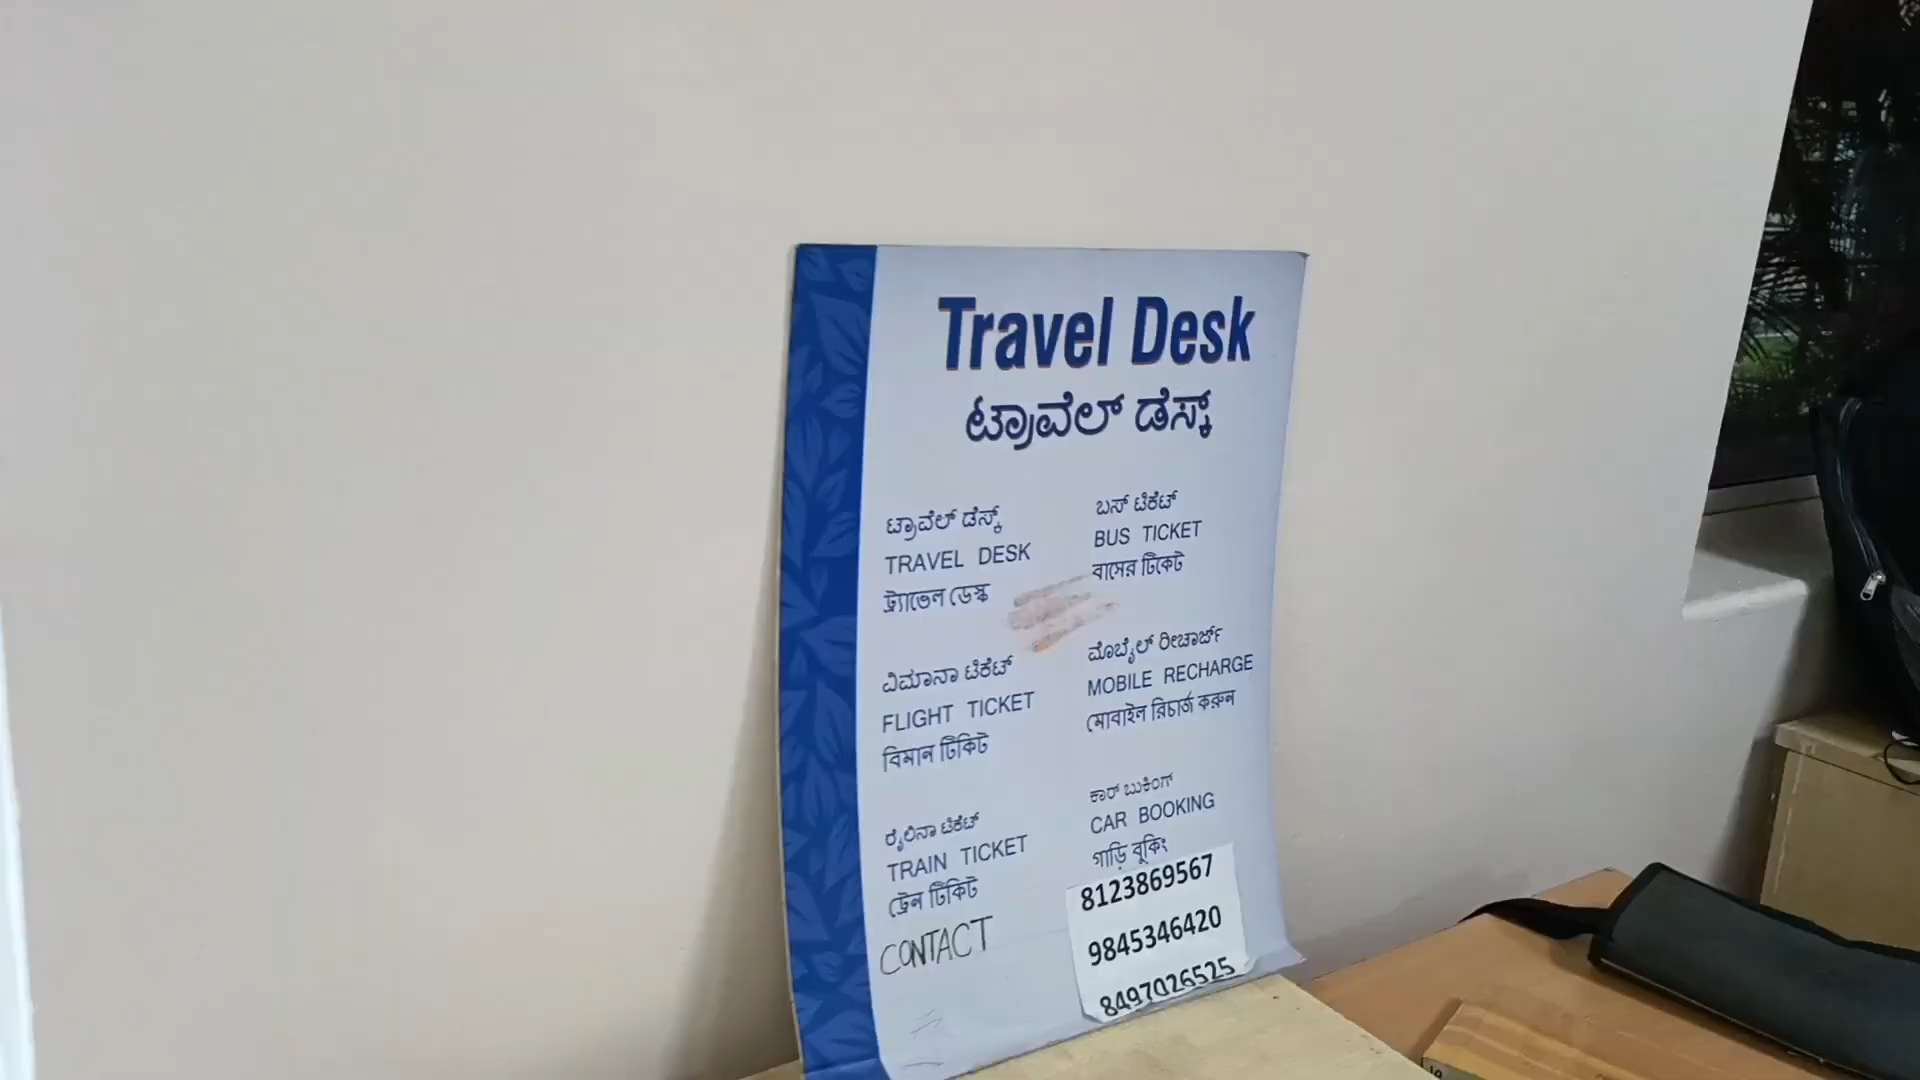 Travel Desk
ಟ್ರಾವೆಲ್ ಡೆಸ್ಕ್
ಟ್ರಾವೆಲ್ ಡೆಸ್ಕ್
TRAVEL DESK
ট্র্যাভেল ডেস্ক
ವಿಮಾನಾ ಟಿಕೆಟ್
FLIGHT TICKET
বিমান টিকিট
ರೈಲಿನಾ ಟಿಕೆಟ್
TRAIN TICKET
ট্রেন টিকিট
CONTACT
ಬಸ್ ಟಿಕೆಟ್
BUS TICKET
বাসের টিকেট
ಮೊಬೈಲ್ ರೀಚಾರ್ಜ್
MOBILE RECHARGE
মোবাইল রিচার্জ করুন
ಕಾರ್ ಬುಕಿಂಗ್
CAR BOOKING
গাড়ি বুকিং
8123869567
9845346420
8497026525